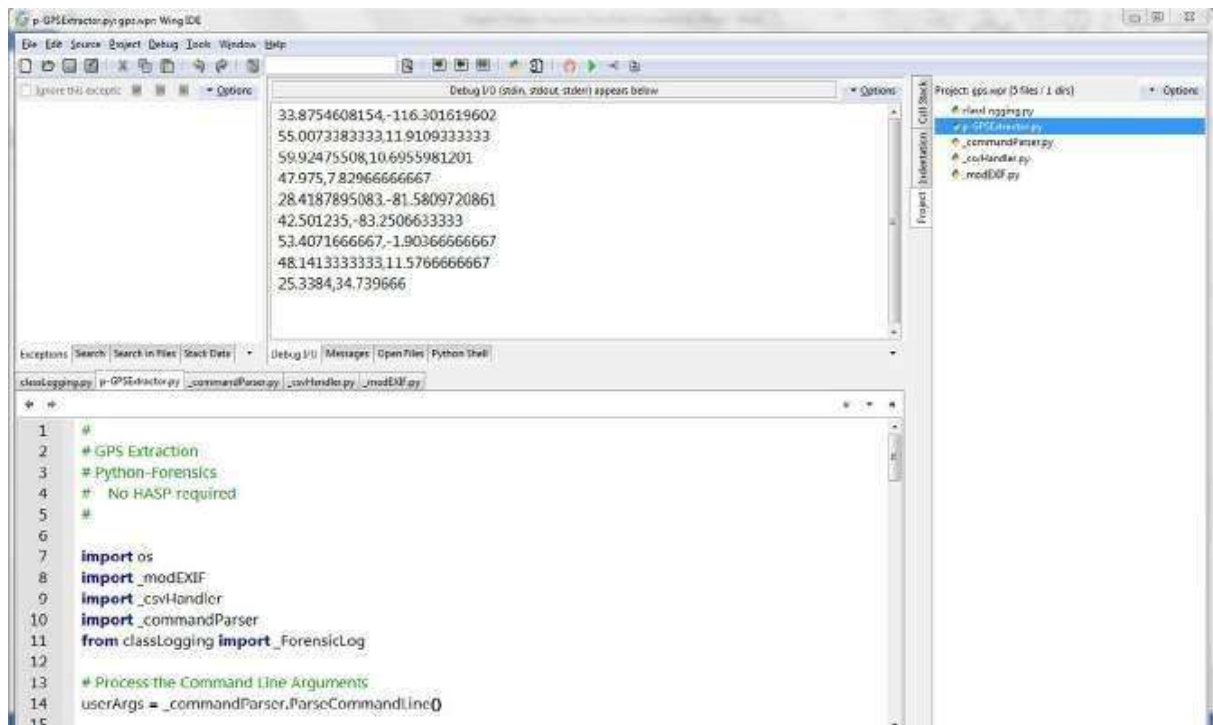 p-GPSExtractor.py: gps.wpr: Wing IDE
File Edit Source Project Debug Tools Window Help
Ignore this exceptic
Options
Debug I/O (stdin, stdout, stderr) appears below
Options
33.8754608154,-116.301619602
55.0073383333,11.9109333333
59.92475508,10.6955981201
47.975,7.82966666667
28.4187895083,-81.5809720861
42.501235,-83.2506633333
53.4071666667,-1.90366666667
48.1413333333,11.5766666667
25.3384,34.739666
Call Stack
Indentation
Project
Project: gps.wpr (5 files / 1 dirs)
Options
classLogging.py
p-GPSExtractor.py
_commandParser.py
_csvHandler.py
_modEXIF.py
Exceptions Search Search in Files Stack Data
Debug I/O Messages Open Files Python Shell
classLogging.py p-GPSExtractor.py _commandParser.py _csvHandler.py _modEXIF.py
1 #
2 # GPS Extraction
3 # Python-Forensics
4 # No HASP required
5 #
6
7 import os
8 import _modEXIF
9 import _csvHandler
10 import _commandParser
11 from classLogging import _ForensicLog
12
13 # Process the Command Line Arguments
14 userArgs = _commandParser.ParseCommandLine()
15